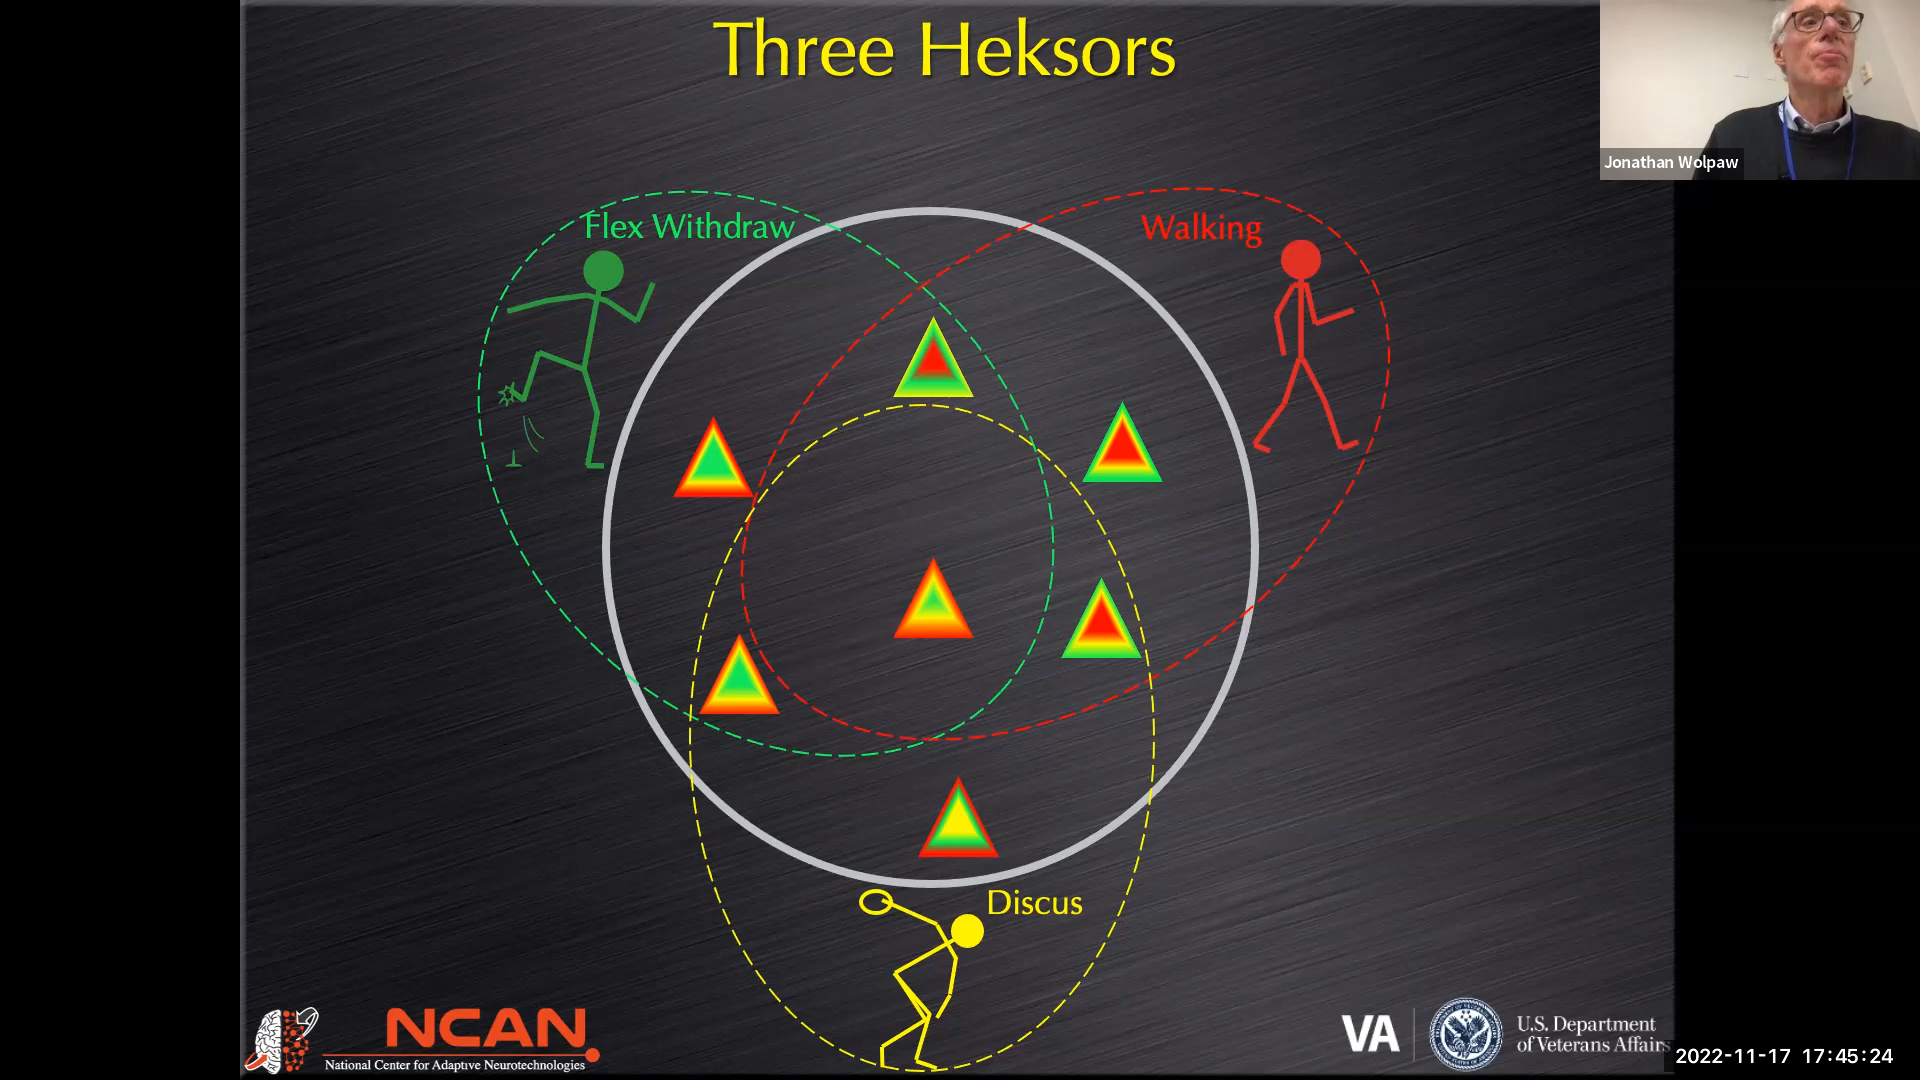 Three Heksors
Jonathan Wolpaw
Flex Withdraw
Walking
Discus
NCAN
National Center for Adaptive Neurotechnologies
VA
U.S. Department
of Veterans Affairs
2022-11-17 17:45:24